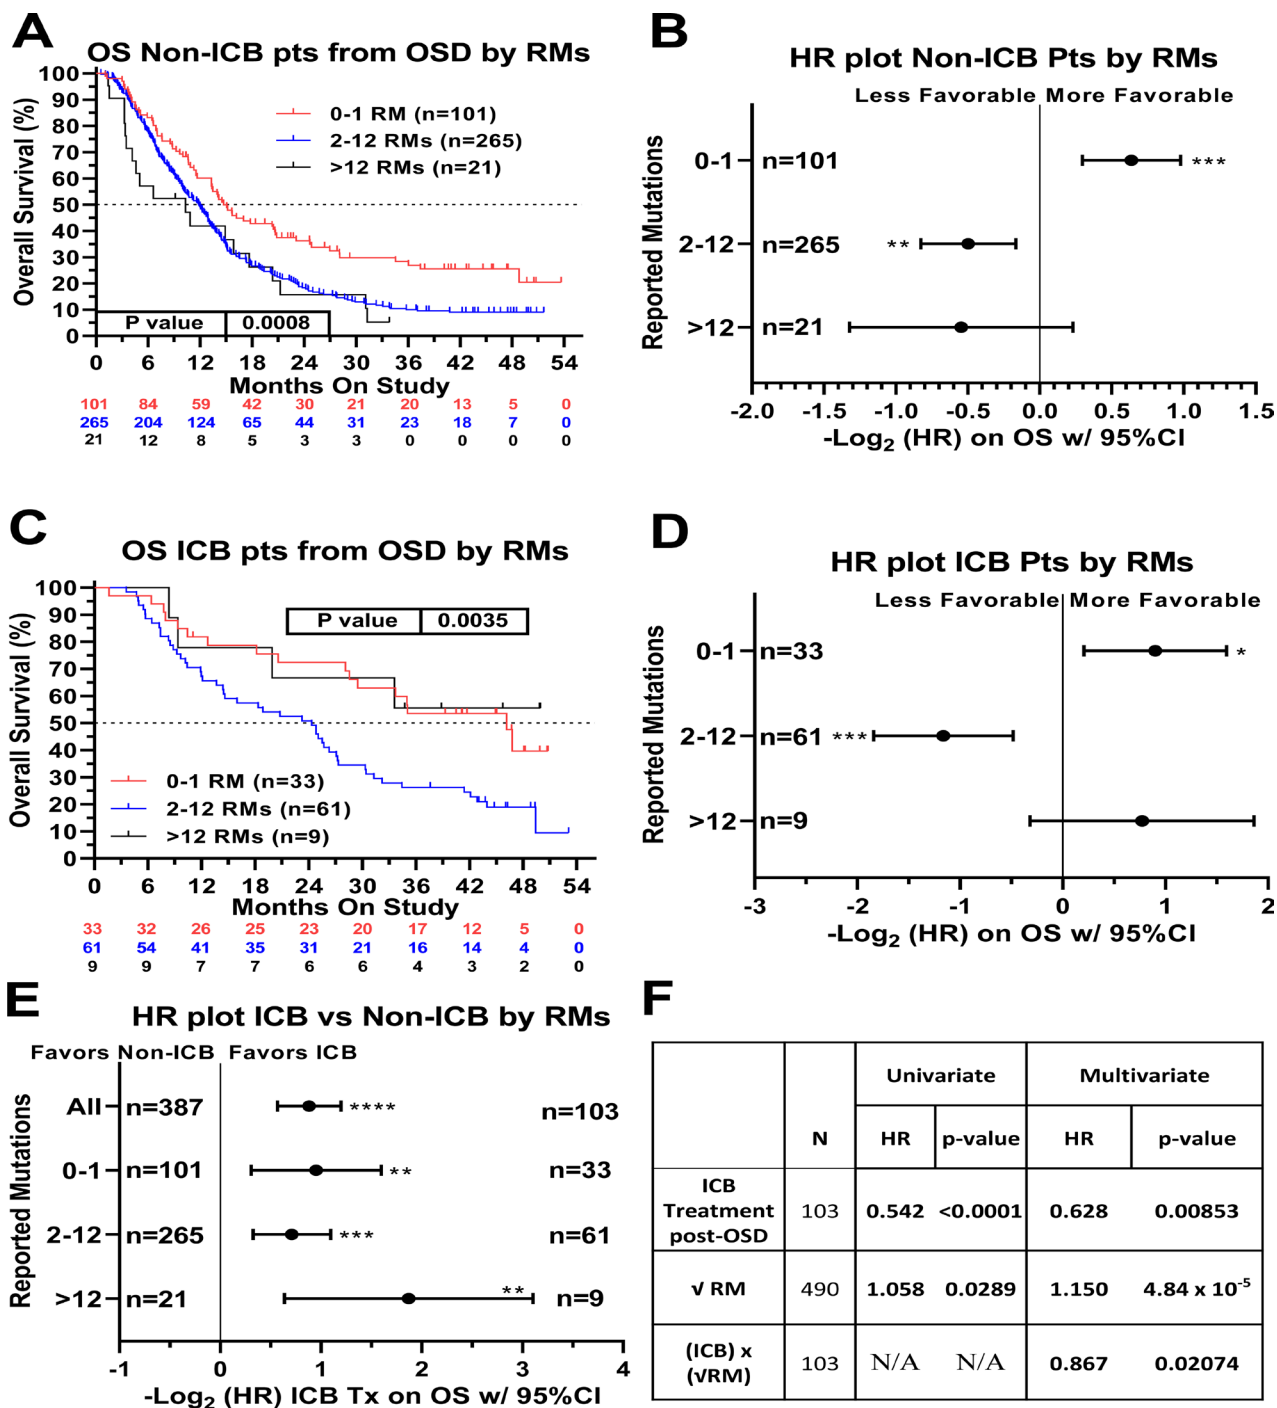 A
OS Non-ICB pts from OSD by RMs
Overall Survival (%)
100
90
80
70
60
50
40
30
20
10
0
0-1 RM (n=101)
2-12 RMs (n=265)
>12 RMs (n=21)
P value 0.0008
0 6 12 18 24 30 36 42 48 54
Months On Study
101 84 59 42 30 21 20 13 5 0
265 204 124 65 44 31 23 18 7 0
21 12 8 5 3 3 0 0 0 0
B
HR plot Non-ICB Pts by RMs
Less Favorable More Favorable
Reported Mutations
0-1 n=101 ***
2-12 n=265 **
>12 n=21
-2.0 -1.5 -1.0 -0.5 0.0 0.5 1.0 1.5
-Log2 (HR) on OS w/ 95%CI
C
OS ICB pts from OSD by RMs
Overall Survival (%)
100
90
80
70
60
50
40
30
20
10
0
P value 0.0035
0-1 RM (n=33)
2-12 RMs (n=61)
>12 RMs (n=9)
0 6 12 18 24 30 36 42 48 54
Months On Study
33 32 26 25 23 20 17 12 5 0
61 54 41 35 31 21 16 14 4 0
9 9 7 7 6 6 4 3 2 0
D
HR plot ICB Pts by RMs
Less Favorable More Favorable
Reported Mutations
0-1 n=33 *
2-12 n=61 ***
>12 n=9
-3 -2 -1 0 1 2
-Log2 (HR) on OS w/ 95%CI
E
HR plot ICB vs Non-ICB by RMs
Favors Non-ICB Favors ICB
Reported Mutations
All n=387 **** n=103
0-1 n=101 ** n=33
2-12 n=265 *** n=61
>12 n=21 ** n=9
-1 0 1 2 3 4
-Log2 (HR) ICB Tx on OS w/ 95%CI
F
Univariate Multivariate
N HR p-value HR p-value
ICB
Treatment
post-OSD
103 0.542 <0.0001 0.628 0.00853
√ RM 490 1.058 0.0289 1.150 4.84 x 10-5
(ICB) x
(√RM)
103 N/A N/A 0.867 0.02074